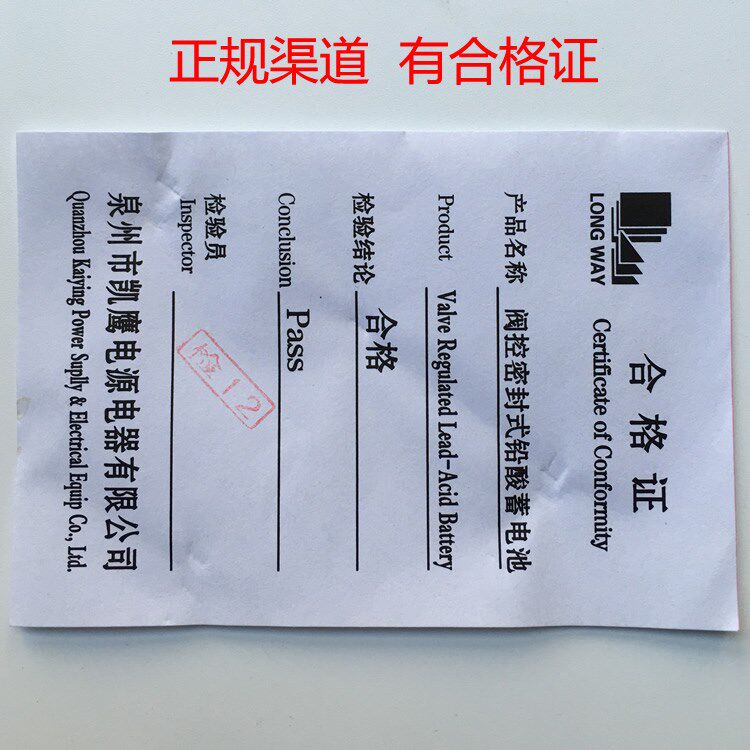 正规渠道 有合格证
LONG WAY
合格证
Certificate of Conformity
产品名称 阀控密封式铅酸蓄电池
Product Valve Regulated Lead-Acid Battery
检验结论 合格
Conclusion Pass
检验员
Inspector
检12
泉州市凯鹰电源电器有限公司
Quanzhou Kaiying Power Suplly & Electrical Equip Co., Ltd.